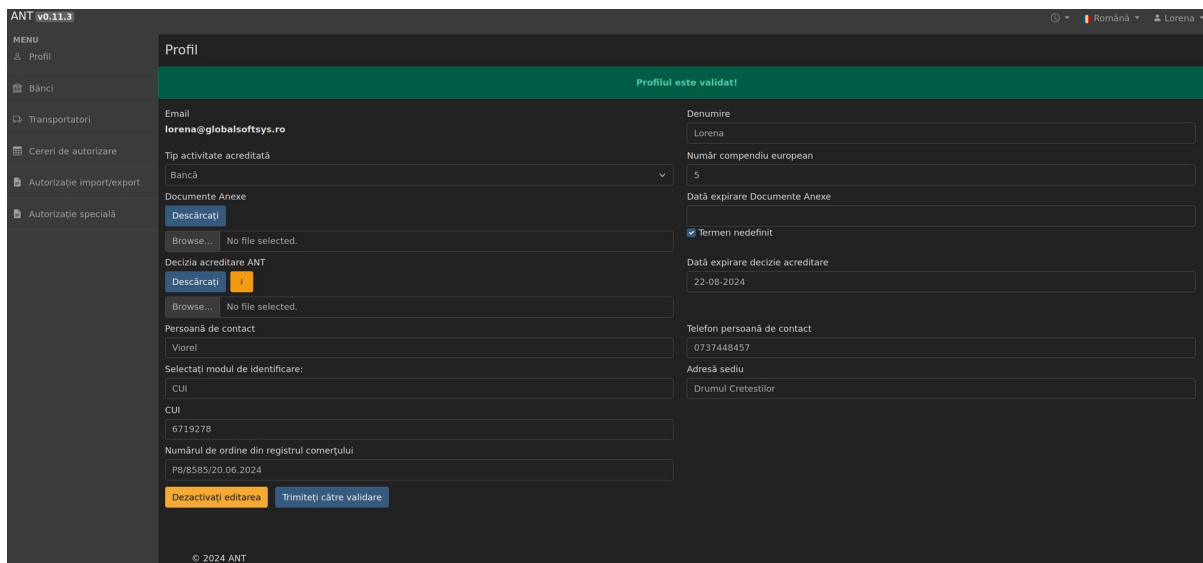 ANT v0.11.3
Română
Lorena
MENU
Profil
Bănci
Transportatori
Cereri de autorizare
Autorizație import/export
Autorizație specială
Profil
Profilul este validat!
Email
lorena@globalsoftsys.ro
Denumire
Lorena
Tip activitate acreditată
Bancă
Număr compendiu european
5
Documente Anexe
Descărcați
Browse... No file selected.
Dată expirare Documente Anexe
Termen nedefinit
Decizia acreditare ANT
Descărcați i
Browse... No file selected.
Dată expirare decizie acreditare
22-08-2024
Persoană de contact
Viorel
Telefon persoană de contact
0737448457
Selectați modul de identificare:
CUI
Adresă sediu
Drumul Cretestilor
CUI
6719278
Numărul de ordine din registrul comerțului
P8/8585/20.06.2024
Dezactivați editarea
Trimiteți către validare
© 2024 ANT